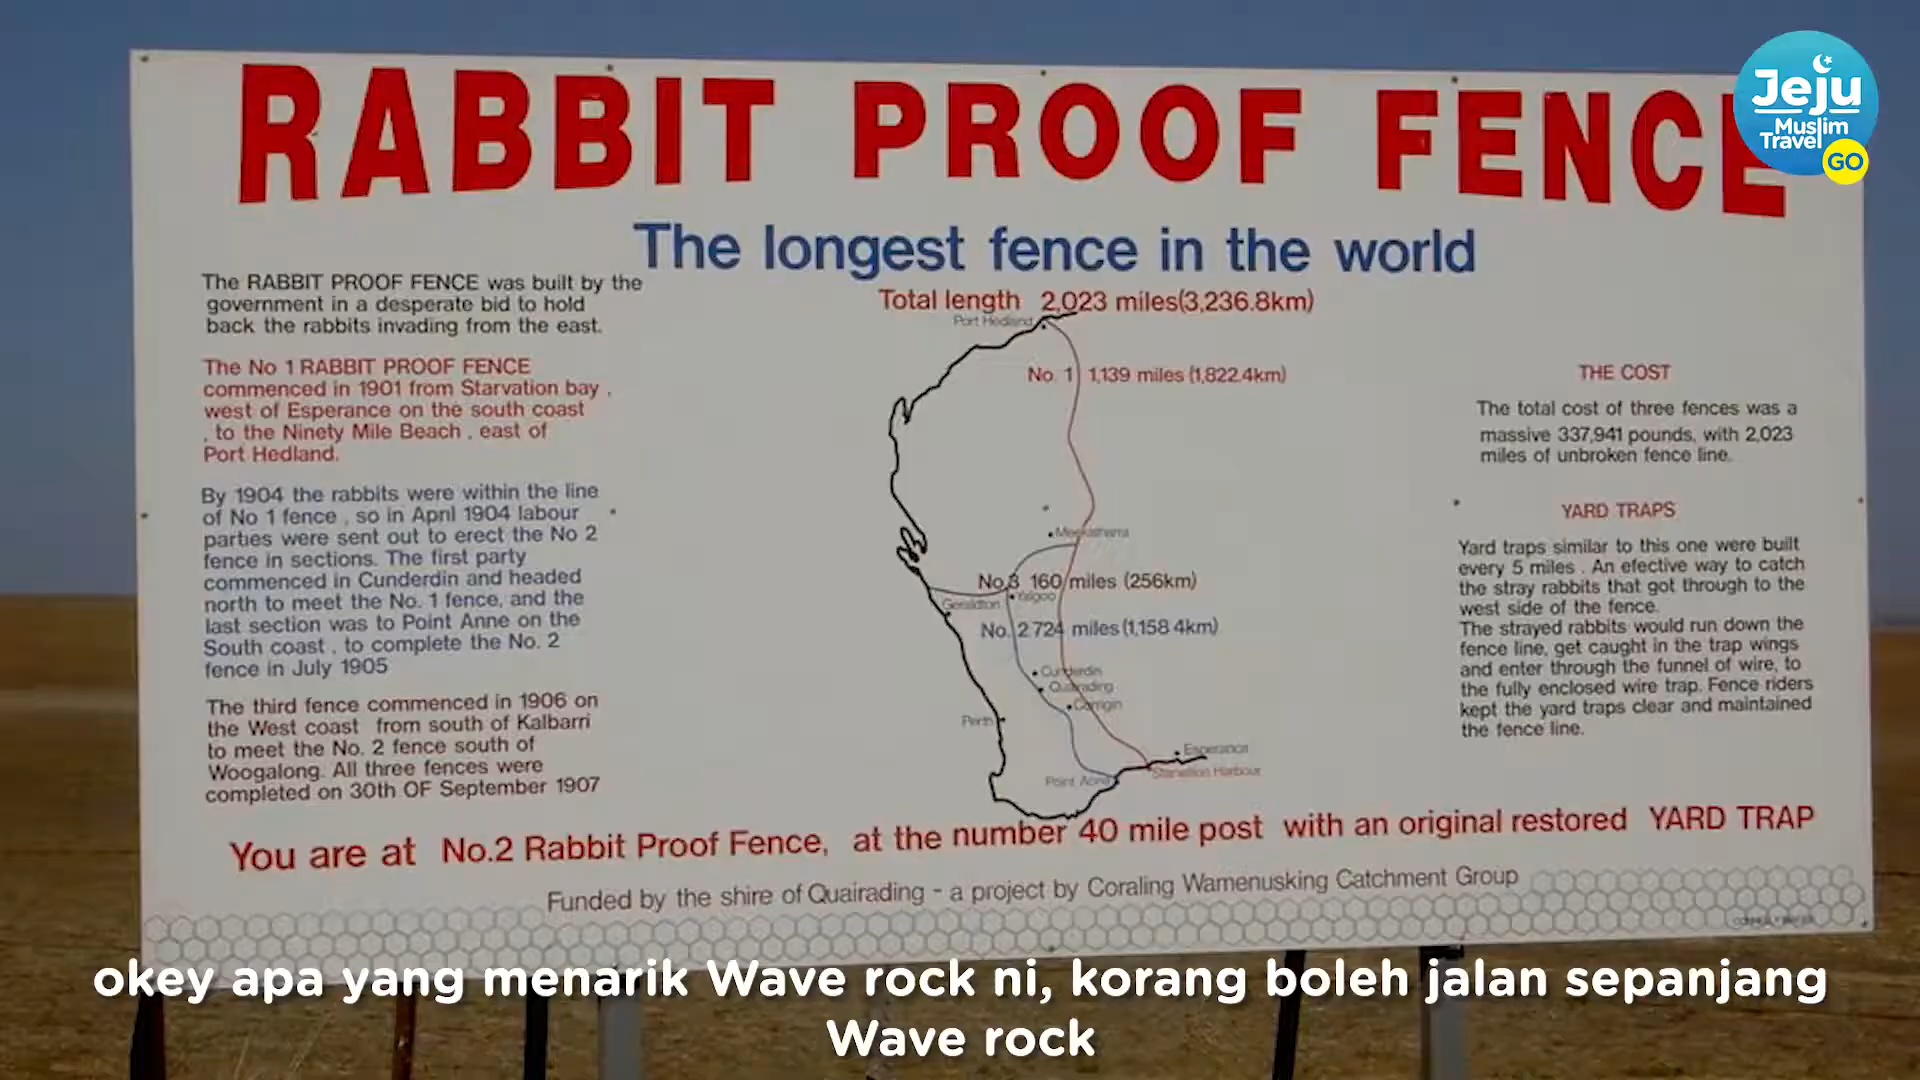 RABBIT PROOF FENCE
Jeju
Muslim
Travel
GO
The longest fence in the world
Total length 2,023 miles(3,236.8km)
The RABBIT PROOF FENCE was built by the
government in a desperate bid to hold
back the rabbits invading from the east.
The No 1 RABBIT PROOF FENCE
commenced in 1901 from Starvation bay ,
west of Esperance on the south coast
, to the Ninety Mile Beach , east of
Port Hedland.
By 1904 the rabbits were within the line
of No 1 fence , so in April 1904 labour
parties were sent out to erect the No 2
fence in sections. The first party
commenced in Cunderdin and headed
north to meet the No. 1 fence, and the
last section was to Point Anne on the
South coast , to complete the No. 2
fence in July 1905
The third fence commenced in 1906 on
the West coast from south of Kalbarri
to meet the No. 2 fence south of
Woogalong. All three fences were
completed on 30th OF September 1907
Port Hedland
No. 1 1,139 miles (1,822.4km)
Meekatharra
No.3 160 miles (256km)
Yalgoo
Geraldton
No. 2 724 miles (1,158.4km)
Cunderdin
Quairading
Corrigin
Perth
Esperance
Starvation Harbour
Point Anne
THE COST
The total cost of three fences was a
massive 337,941 pounds, with 2,023
miles of unbroken fence line.
YARD TRAPS
Yard traps similar to this one were built
every 5 miles . An efective way to catch
the stray rabbits that got through to the
west side of the fence.
The strayed rabbits would run down the
fence line, get caught in the trap wings
and enter through the funnel of wire, to
the fully enclosed wire trap. Fence riders
kept the yard traps clear and maintained
the fence line.
You are at No.2 Rabbit Proof Fence, at the number 40 mile post with an original restored YARD TRAP
Funded by the shire of Quairading - a project by Coraling Wamenusking Catchment Group
okey apa yang menarik Wave rock ni, korang boleh jalan sepanjang
Wave rock